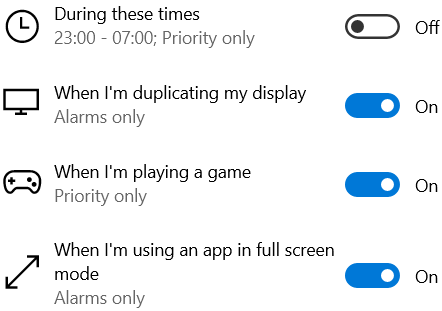 During these times
23:00 - 07:00; Priority only
Off
When I'm duplicating my display
Alarms only
On
When I'm playing a game
Priority only
On
When I'm using an app in full screen
mode
Alarms only
On